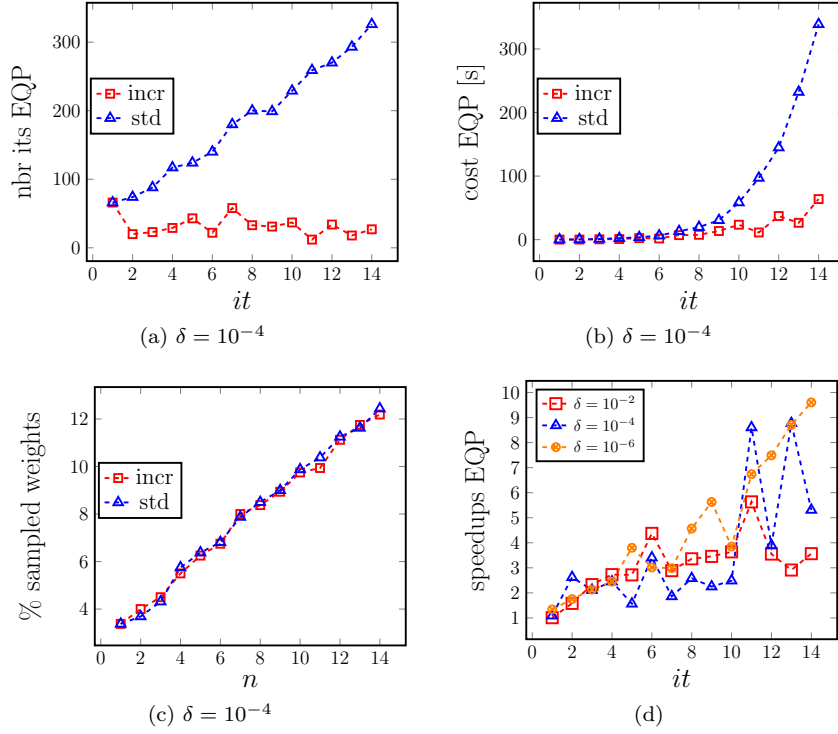 nbr its EQP
300
200
100
0
incr
std
0 2 4 6 8 10 12 14
it
(a) δ = 10−4
cost EQP [s]
300
200
100
0
incr
std
0 2 4 6 8 10 12 14
it
(b) δ = 10−4
% sampled weights
12
10
8
6
4
incr
std
0 2 4 6 8 10 12 14
n
(c) δ = 10−4
speedups EQP
10
9
8
7
6
5
4
3
2
1
δ = 10−2
δ = 10−4
δ = 10−6
0 2 4 6 8 10 12 14
it
(d)